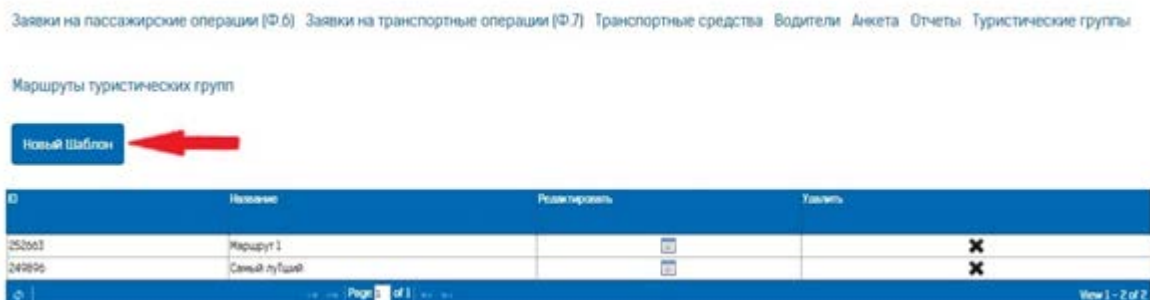 Заявки на пассажирские операции (Ф.6) Заявки на транспортные операции (Ф.7) Транспортные средства Водители Анкета Отчеты Туристические группы
Маршруты туристических групп
Новый Шаблон
ID Название Редактировать Удалить
252663 Маршрут 1
249896 Самый лучший
Page 1 of 1 View 1 - 2 of 2